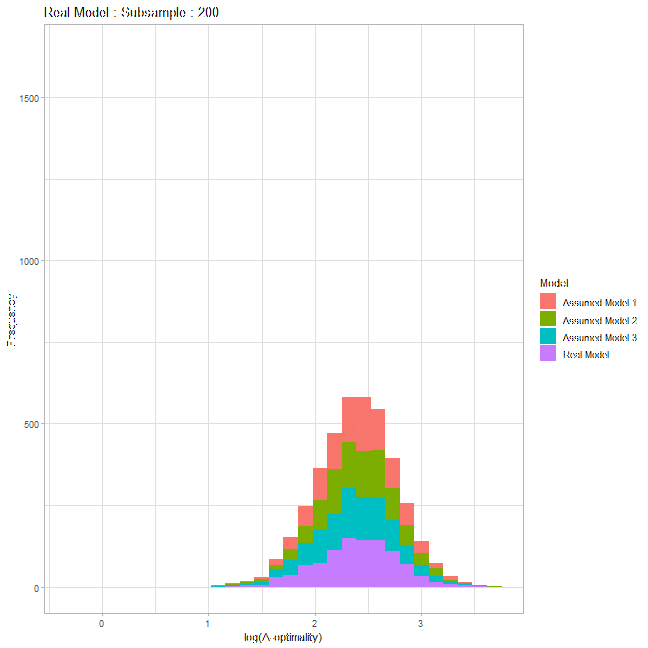 Real Model : Subsample : 200
1500
1000
500
0
Frequency
0
1
2
3
log(A-optimality)
Model
Assumed Model 1
Assumed Model 2
Assumed Model 3
Real Model